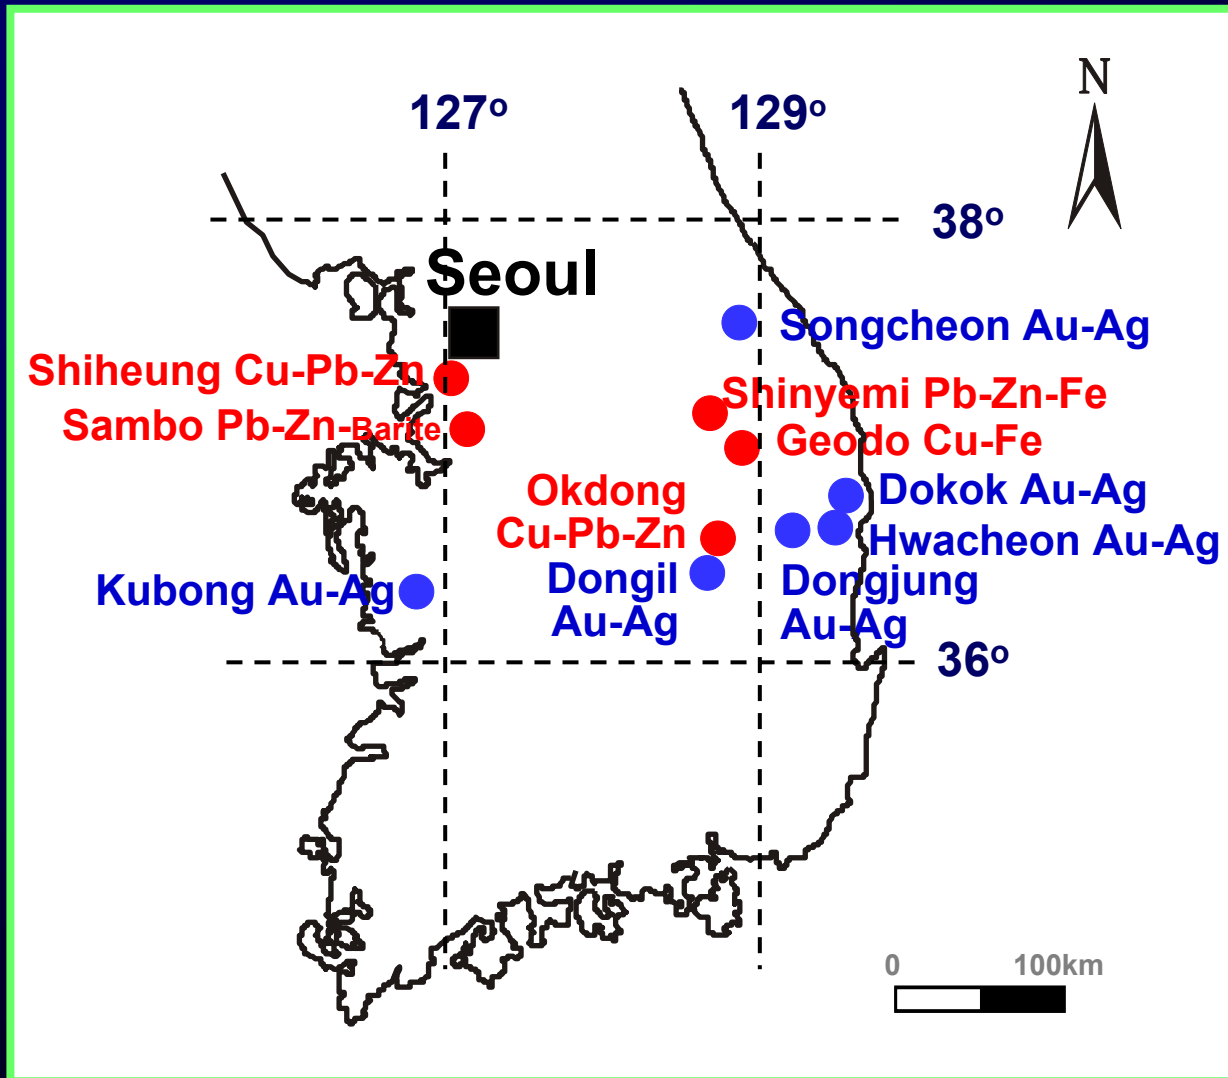 N
127°
129°
38°
Seoul
Songcheon Au-Ag
Shiheung Cu-Pb-Zn
Shinyemi Pb-Zn-Fe
Sambo Pb-Zn-Barite
Geodo Cu-Fe
Okdong
Cu-Pb-Zn
Dokok Au-Ag
Hwacheon Au-Ag
Kubong Au-Ag
Dongil
Au-Ag
Dongjung
Au-Ag
36°
0 100km